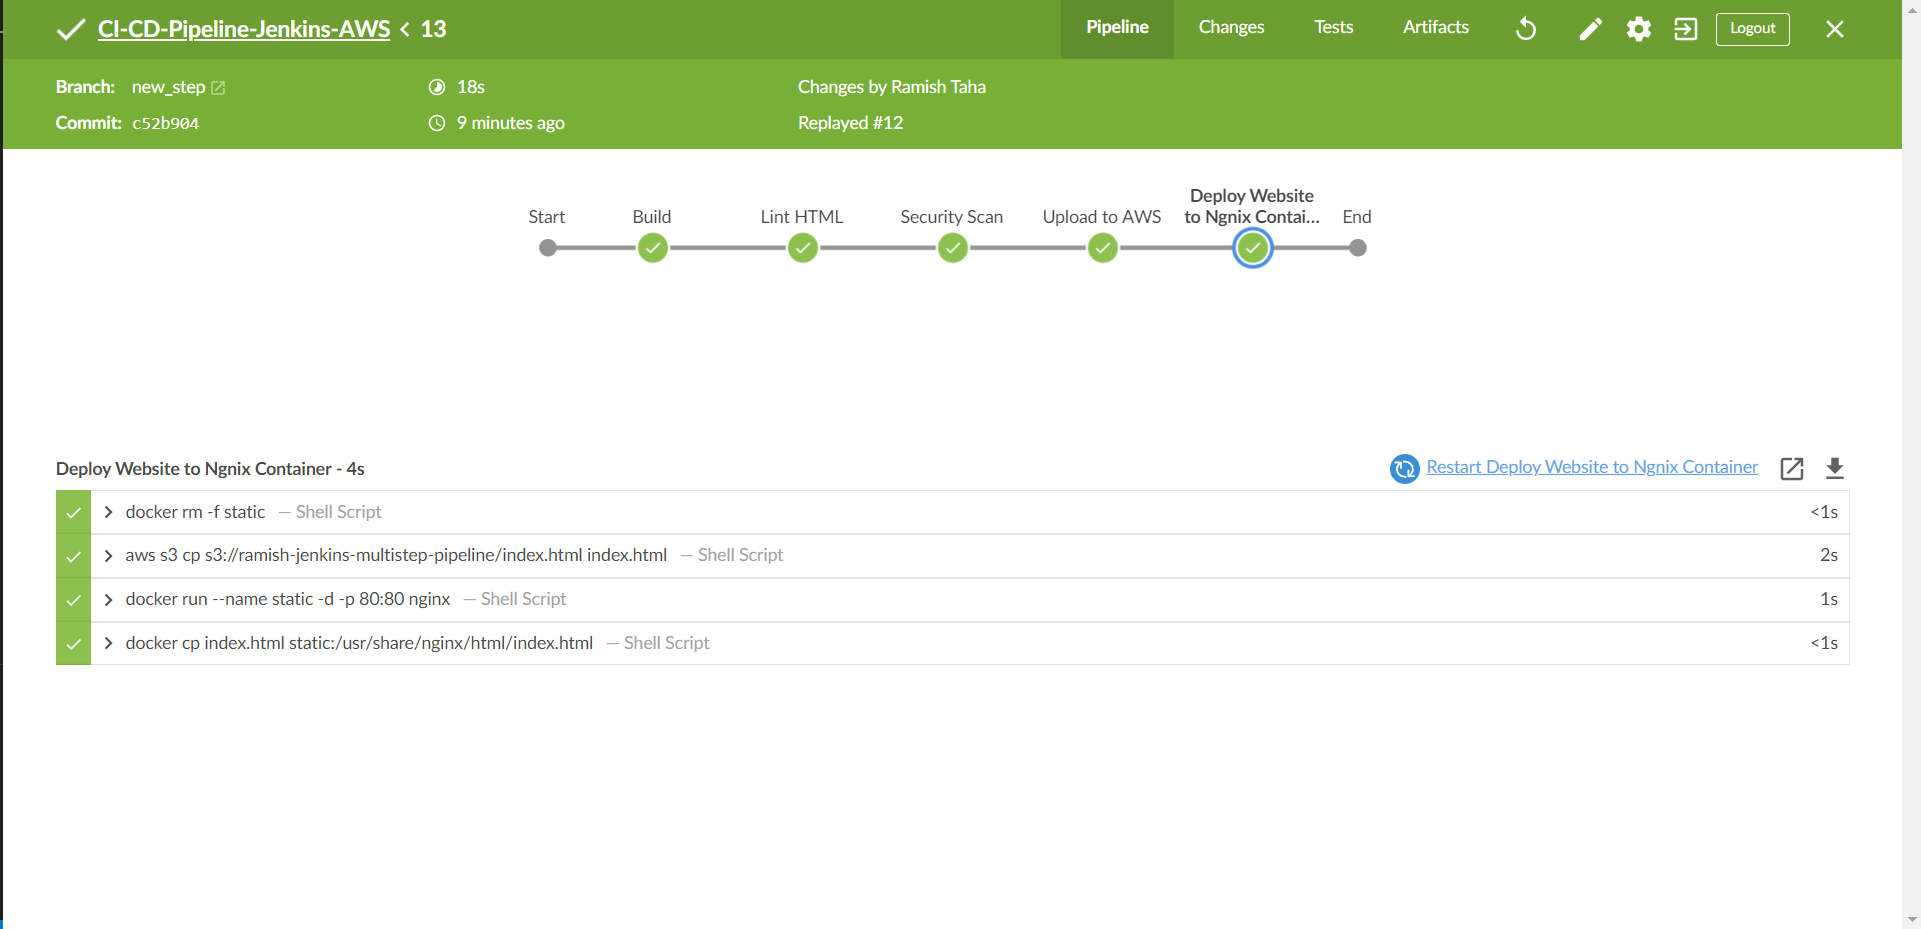 CI-CD-Pipeline-Jenkins-AWS < 13
Pipeline
Changes
Tests
Artifacts
Logout
Branch: new_step
18s
Changes by Ramish Taha
Commit: c52b904
9 minutes ago
Replayed #12
Start
Build
Lint HTML
Security Scan
Upload to AWS
Deploy Website
to Ngnix Contai...
End
Deploy Website to Ngnix Container - 4s
Restart Deploy Website to Ngnix Container
docker rm -f static — Shell Script <1s
aws s3 cp s3://ramish-jenkins-multistep-pipeline/index.html index.html — Shell Script 2s
docker run --name static -d -p 80:80 nginx — Shell Script 1s
docker cp index.html static:/usr/share/nginx/html/index.html — Shell Script <1s